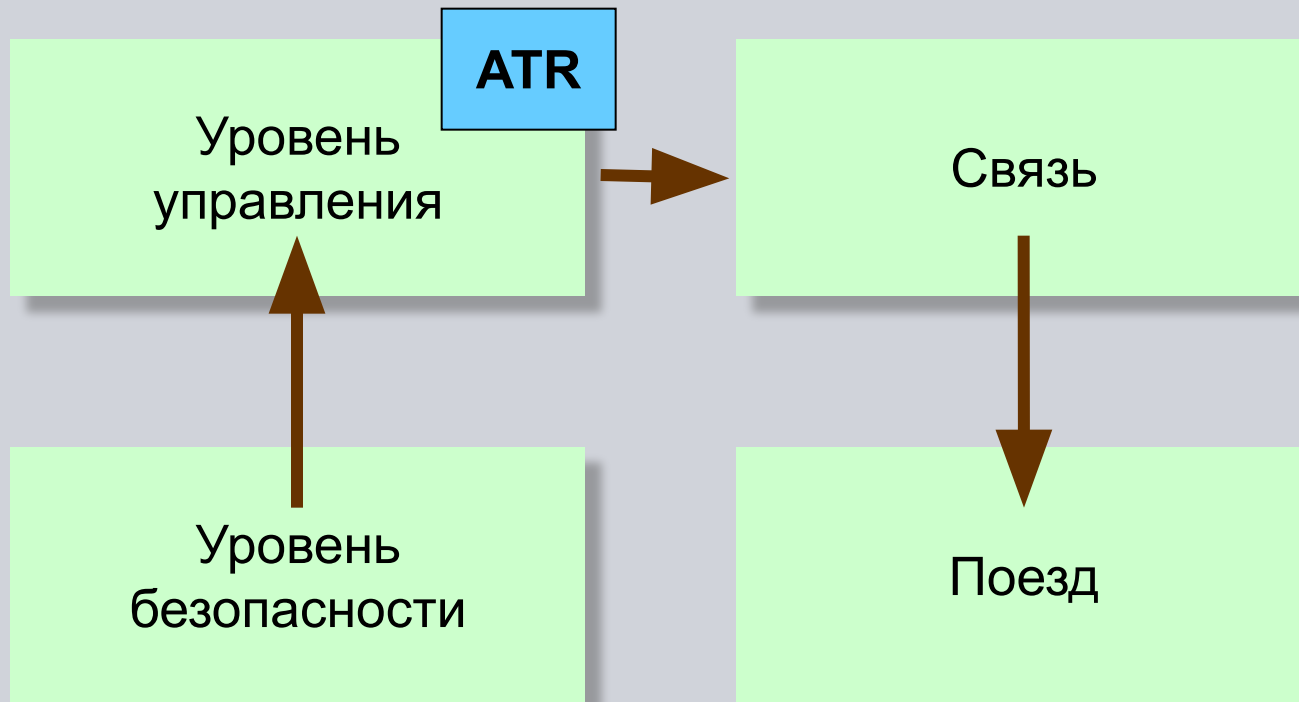 ATR
Уровень
управления
Связь
Уровень
безопасности
Поезд